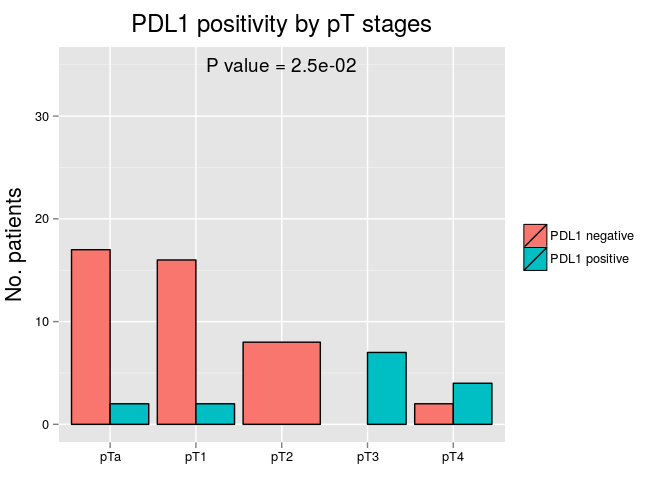 PDL1 positivity by pT stages
P value = 2.5e-02
No. patients
30
20
10
0
pTa pT1 pT2 pT3 pT4
PDL1 negative
PDL1 positive